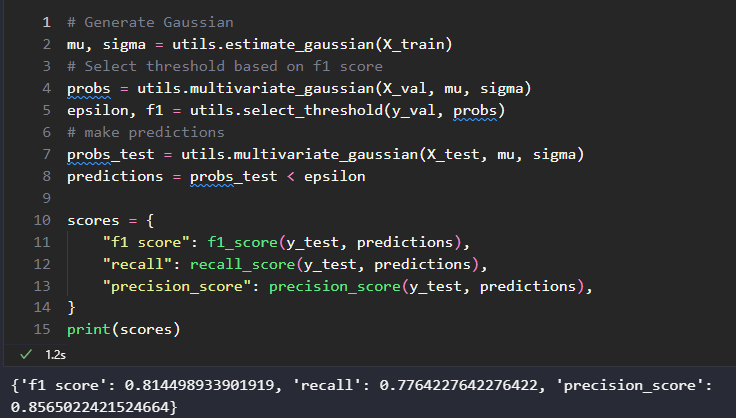 1 # Generate Gaussian
2 mu, sigma = utils.estimate_gaussian(X_train)
3 # Select threshold based on f1 score
4 probs = utils.multivariate_gaussian(X_val, mu, sigma)
5 epsilon, f1 = utils.select_threshold(y_val, probs)
6 # make predictions
7 probs_test = utils.multivariate_gaussian(X_test, mu, sigma)
8 predictions = probs_test < epsilon
9
10 scores = {
11     "f1 score": f1_score(y_test, predictions),
12     "recall": recall_score(y_test, predictions),
13     "precision_score": precision_score(y_test, predictions),
14 }
15 print(scores)
✓ 1.2s
{'f1 score': 0.814498933901919, 'recall': 0.7764227642276422, 'precision_score':
0.8565022421524664}